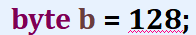 byte b = 128;